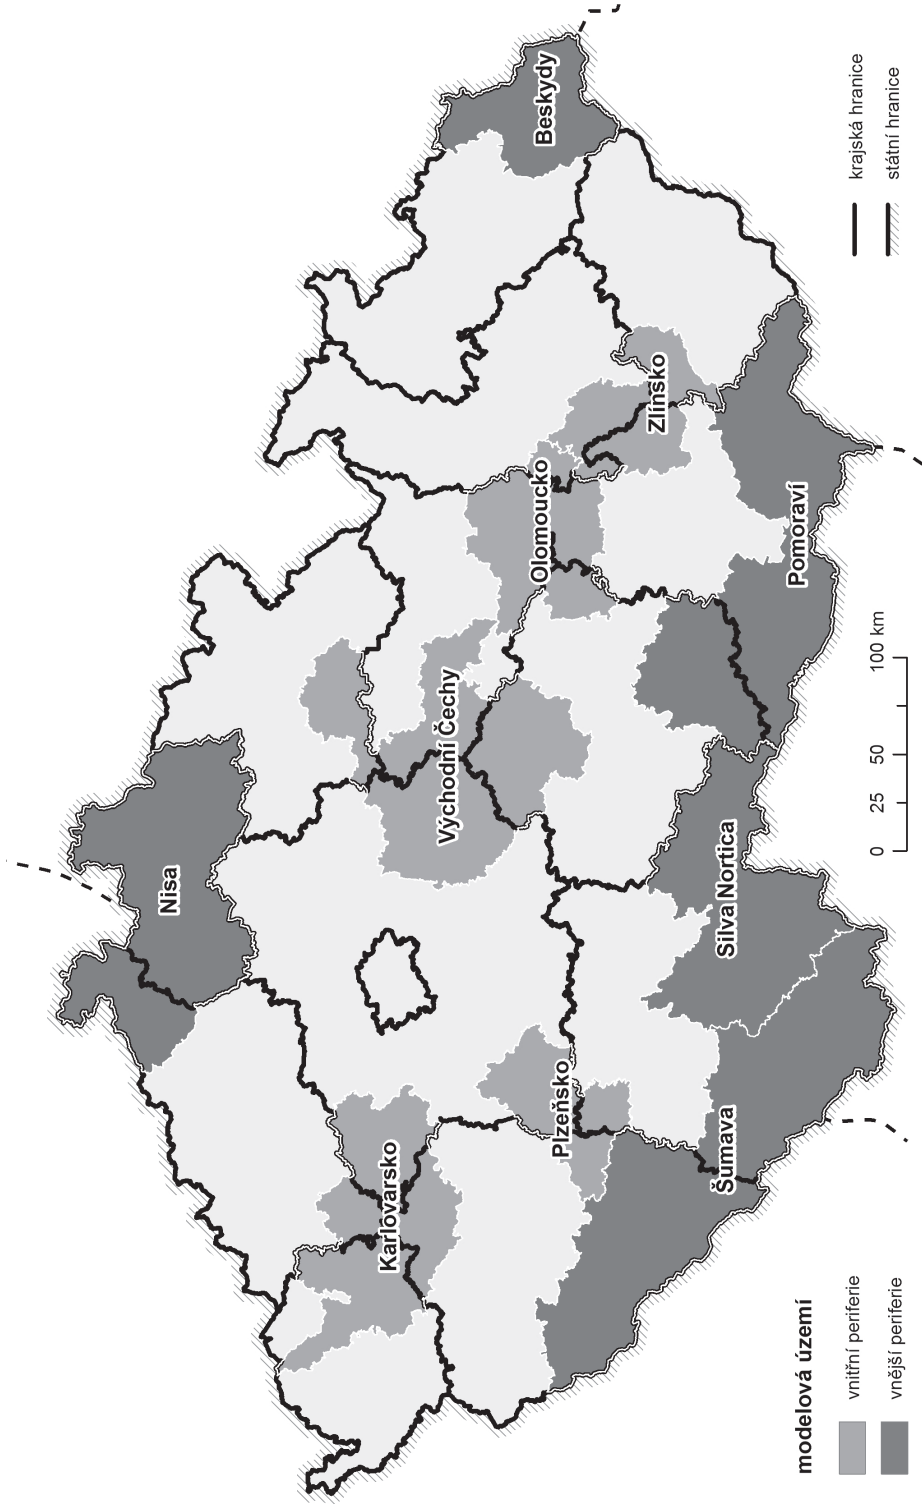 Nisa
Karlovarsko
Východní Čechy
Olomoucko
Beskydy
Plzeňsko
Zlínsko
Šumava
Silva Nortica
Pomoraví
modelová území
vnitřní periferie
vnější periferie
0 25 50 100 km
krajská hranice
státní hranice